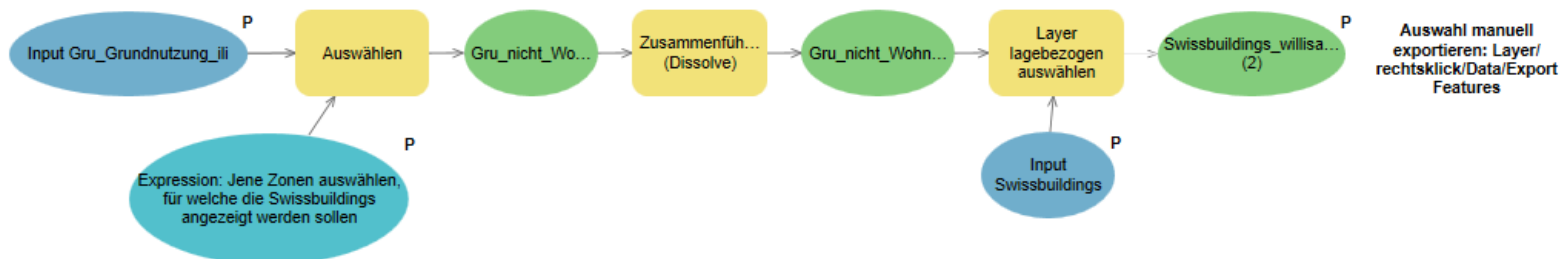 P
Input Gru_Grundnutzung_ili
Auswählen
Gru_nicht_Wo...
Zusammenfüh...
(Dissolve)
Gru_nicht_Wohn...
Layer
lagebezogen
auswählen
P
Swissbuildings_willisa...
(2)
Auswahl manuell
exportieren: Layer/
rechtsklick/Data/Export
Features
P
Expression: Jene Zonen auswählen,
für welche die Swissbuildings
angezeigt werden sollen
P
Input
Swissbuildings